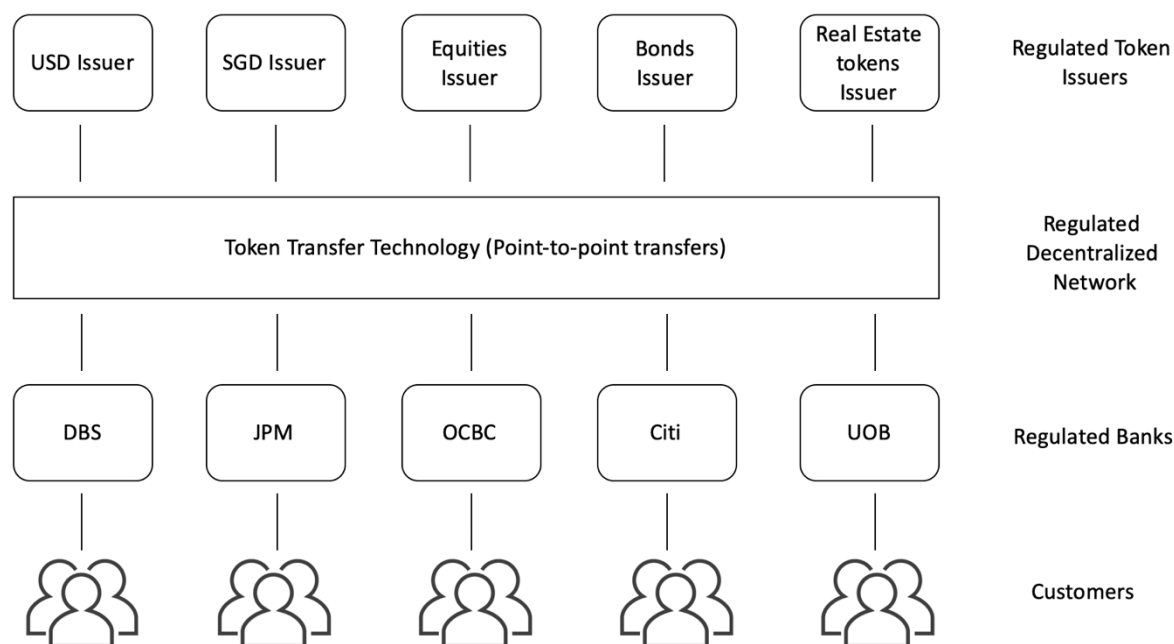 USD Issuer
SGD Issuer
Equities
Issuer
Bonds
Issuer
Real Estate
tokens
Issuer
Regulated Token
Issuers
Token Transfer Technology (Point-to-point transfers)
Regulated
Decentralized
Network
DBS
JPM
OCBC
Citi
UOB
Regulated Banks
Customers